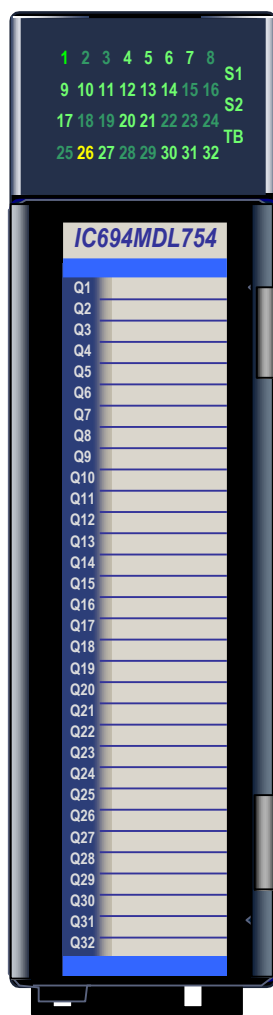 1 2 3 4 5 6 7 8
S1
9 10 11 12 13 14 15 16
S2
17 18 19 20 21 22 23 24
TB
25 26 27 28 29 30 31 32
IC694MDL754
Q1
Q2
Q3
Q4
Q5
Q6
Q7
Q8
Q9
Q10
Q11
Q12
Q13
Q14
Q15
Q16
Q17
Q18
Q19
Q20
Q21
Q22
Q23
Q24
Q25
Q26
Q27
Q28
Q29
Q30
Q31
Q32